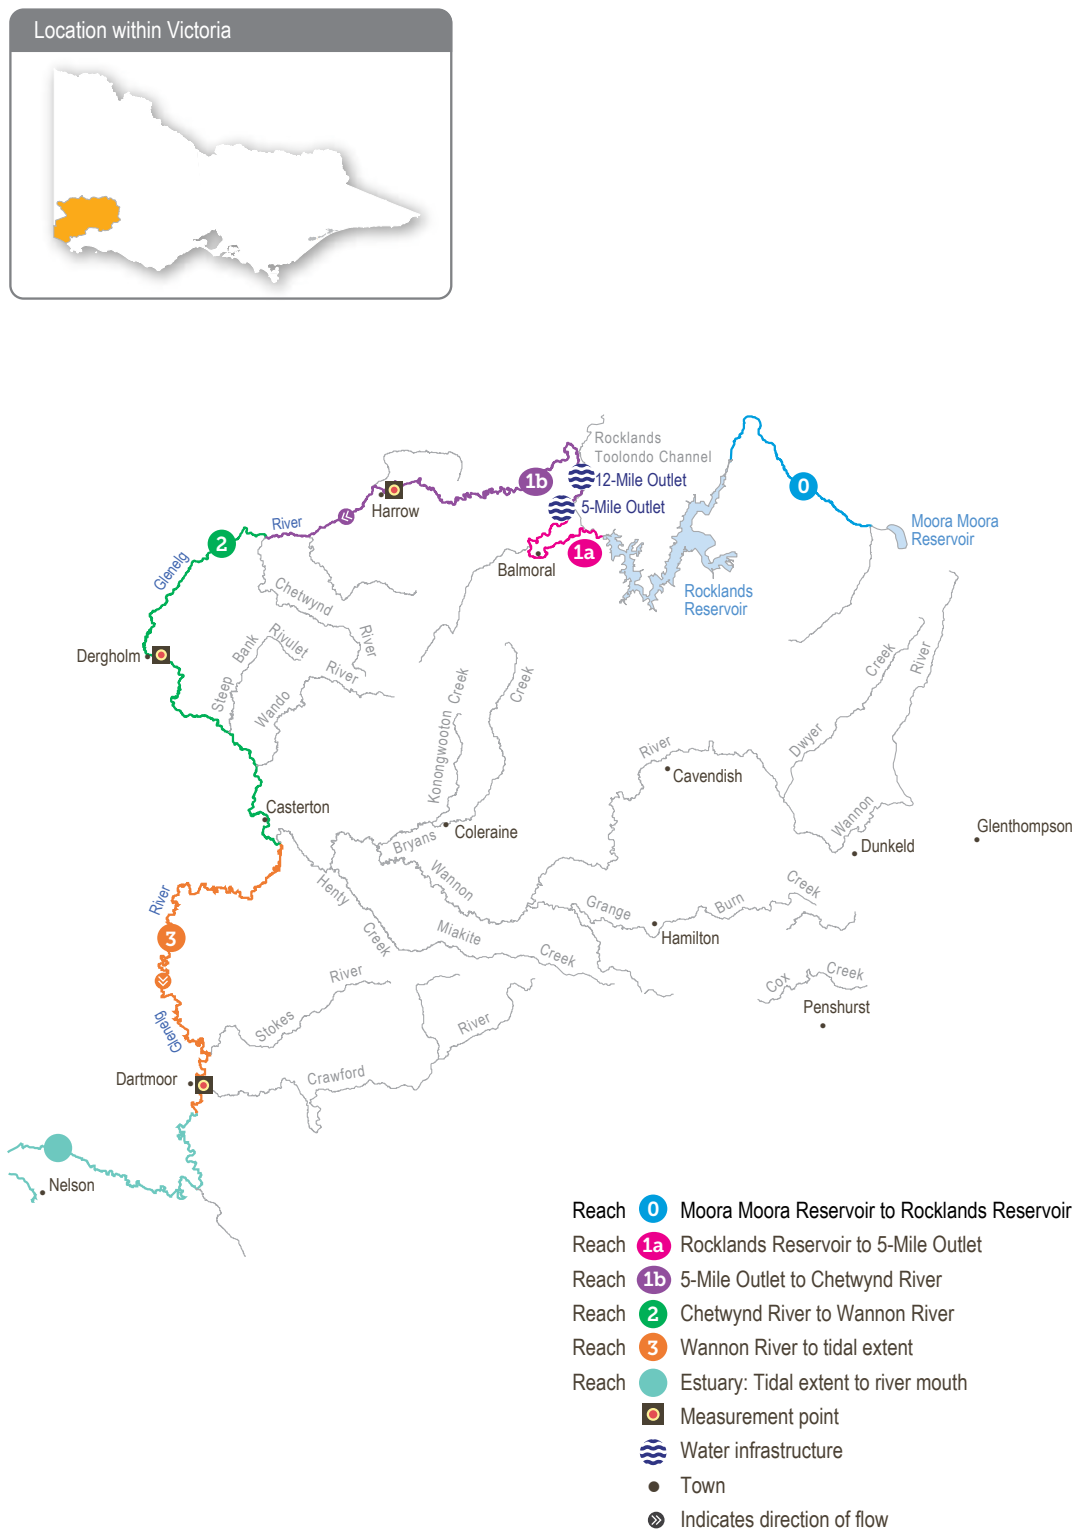 Location within Victoria
Rocklands
Toolondo Channel
1b
12-Mile Outlet
0
Harrow
5-Mile Outlet
River
Moora Moora
Reservoir
2
1a
Balmoral
Glenelg
Rocklands
Reservoir
Chetwynd
River
Dergholm
Steep
Bank
Rivulet
Wando
River
Konongwooton
Creek
Creek
Creek
River
Dwyer
River
Cavendish
Casterton
Coleraine
Bryans
Wannon
Dunkeld
Glenthompson
Wannon
Henty
Creek
River
3
Grange
Burn
Creek
Hamilton
Miakite
Creek
Cox
Creek
Penshurst
River
Stokes
River
Glenelg
Dartmoor
Crawford
Nelson
Reach 0 Moora Moora Reservoir to Rocklands Reservoir
Reach 1a Rocklands Reservoir to 5-Mile Outlet
Reach 1b 5-Mile Outlet to Chetwynd River
Reach 2 Chetwynd River to Wannon River
Reach 3 Wannon River to tidal extent
Reach Estuary: Tidal extent to river mouth
Measurement point
Water infrastructure
Town
Indicates direction of flow